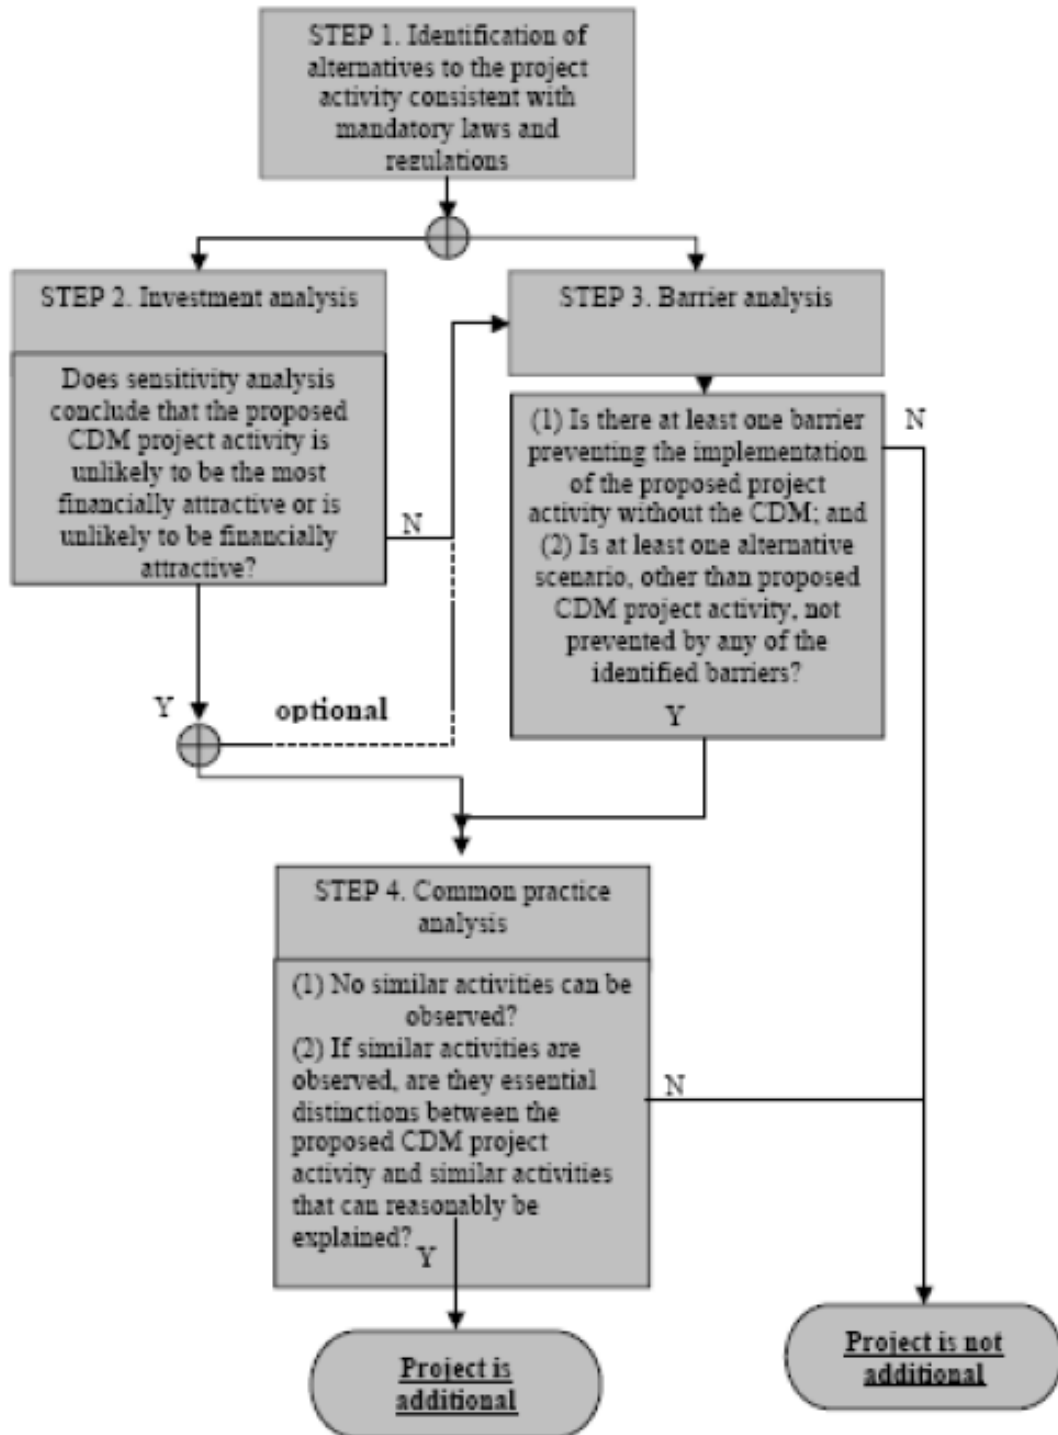 STEP 1. Identification of
alternatives to the project
activity consistent with
mandatory laws and
regulations
STEP 2. Investment analysis
Does sensitivity analysis
conclude that the proposed
CDM project activity is
unlikely to be the most
financially attractive or is
unlikely to be financially
attractive?
N
Y
optional
STEP 3. Barrier analysis
(1) Is there at least one barrier
preventing the implementation
of the proposed project
activity without the CDM; and
(2) Is at least one alternative
scenario, other than proposed
CDM project activity, not
prevented by any of the
identified barriers?
N
Y
STEP 4. Common practice
analysis
(1) No similar activities can be
observed?
(2) If similar activities are
observed, are they essential
distinctions between the
proposed CDM project
activity and similar activities
that can reasonably be
explained?
N
Y
Project is
additional
Project is not
additional